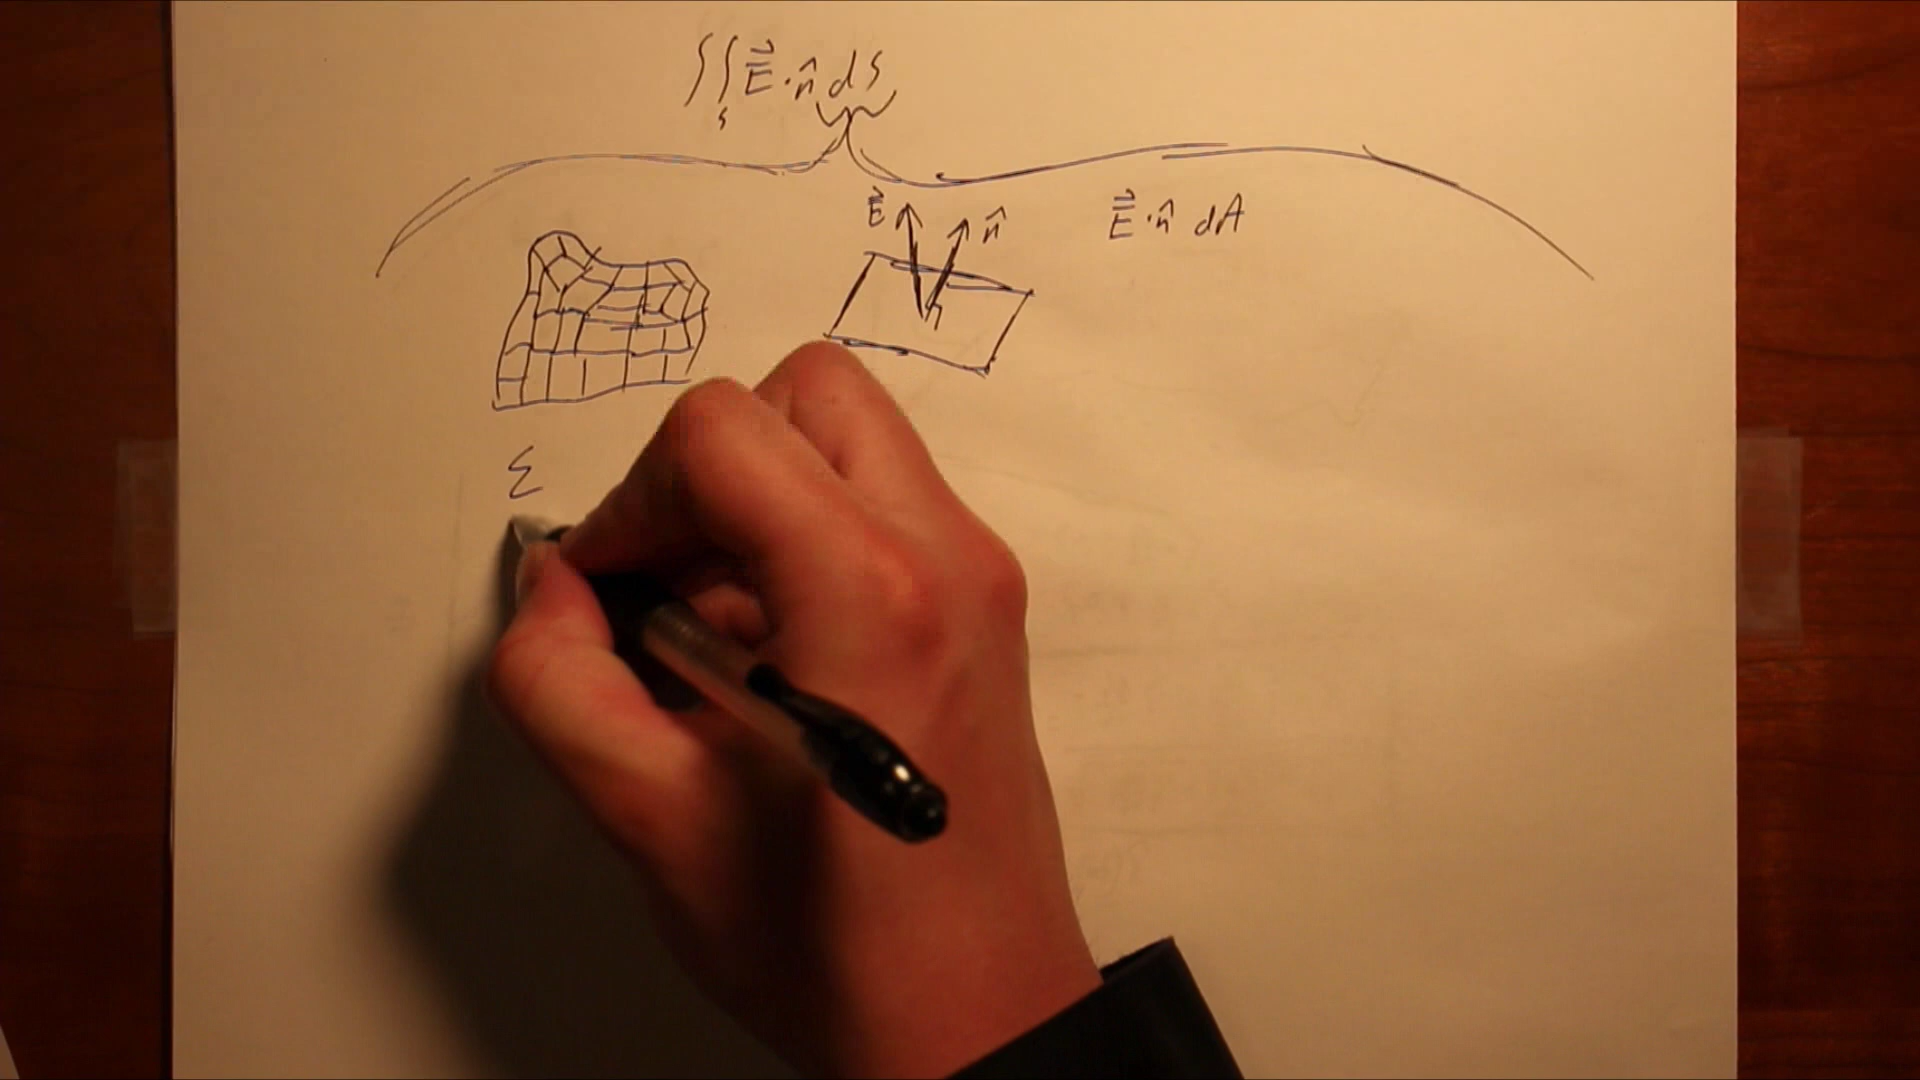 ∫∫ₛ E⃗·n̂ dS
E⃗ n̂ E⃗·n̂ dA
Σ